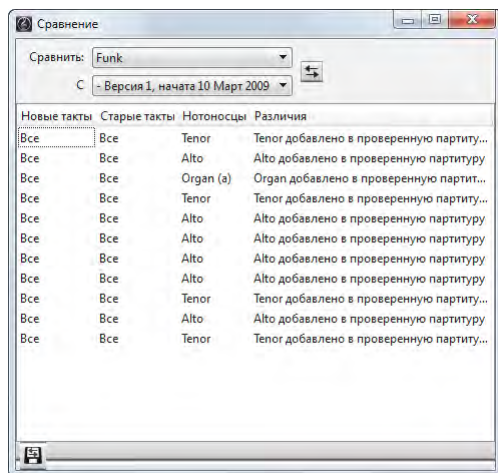 Сравнение
Сравнить: Funk
С - Версия 1, начата 10 Март 2009
Новые такты Старые такты Нотоносцы Различия
Все Все Tenor Tenor добавлено в проверенную партиту...
Все Все Alto Alto добавлено в проверенную партитуру
Все Все Organ (a) Organ добавлено в проверенную партит...
Все Все Tenor Tenor добавлено в проверенную партиту...
Все Все Alto Alto добавлено в проверенную партитуру
Все Все Alto Alto добавлено в проверенную партитуру
Все Все Alto Alto добавлено в проверенную партитуру
Все Все Alto Alto добавлено в проверенную партитуру
Все Все Tenor Tenor добавлено в проверенную партиту...
Все Все Alto Alto добавлено в проверенную партитуру
Все Все Tenor Tenor добавлено в проверенную партиту...